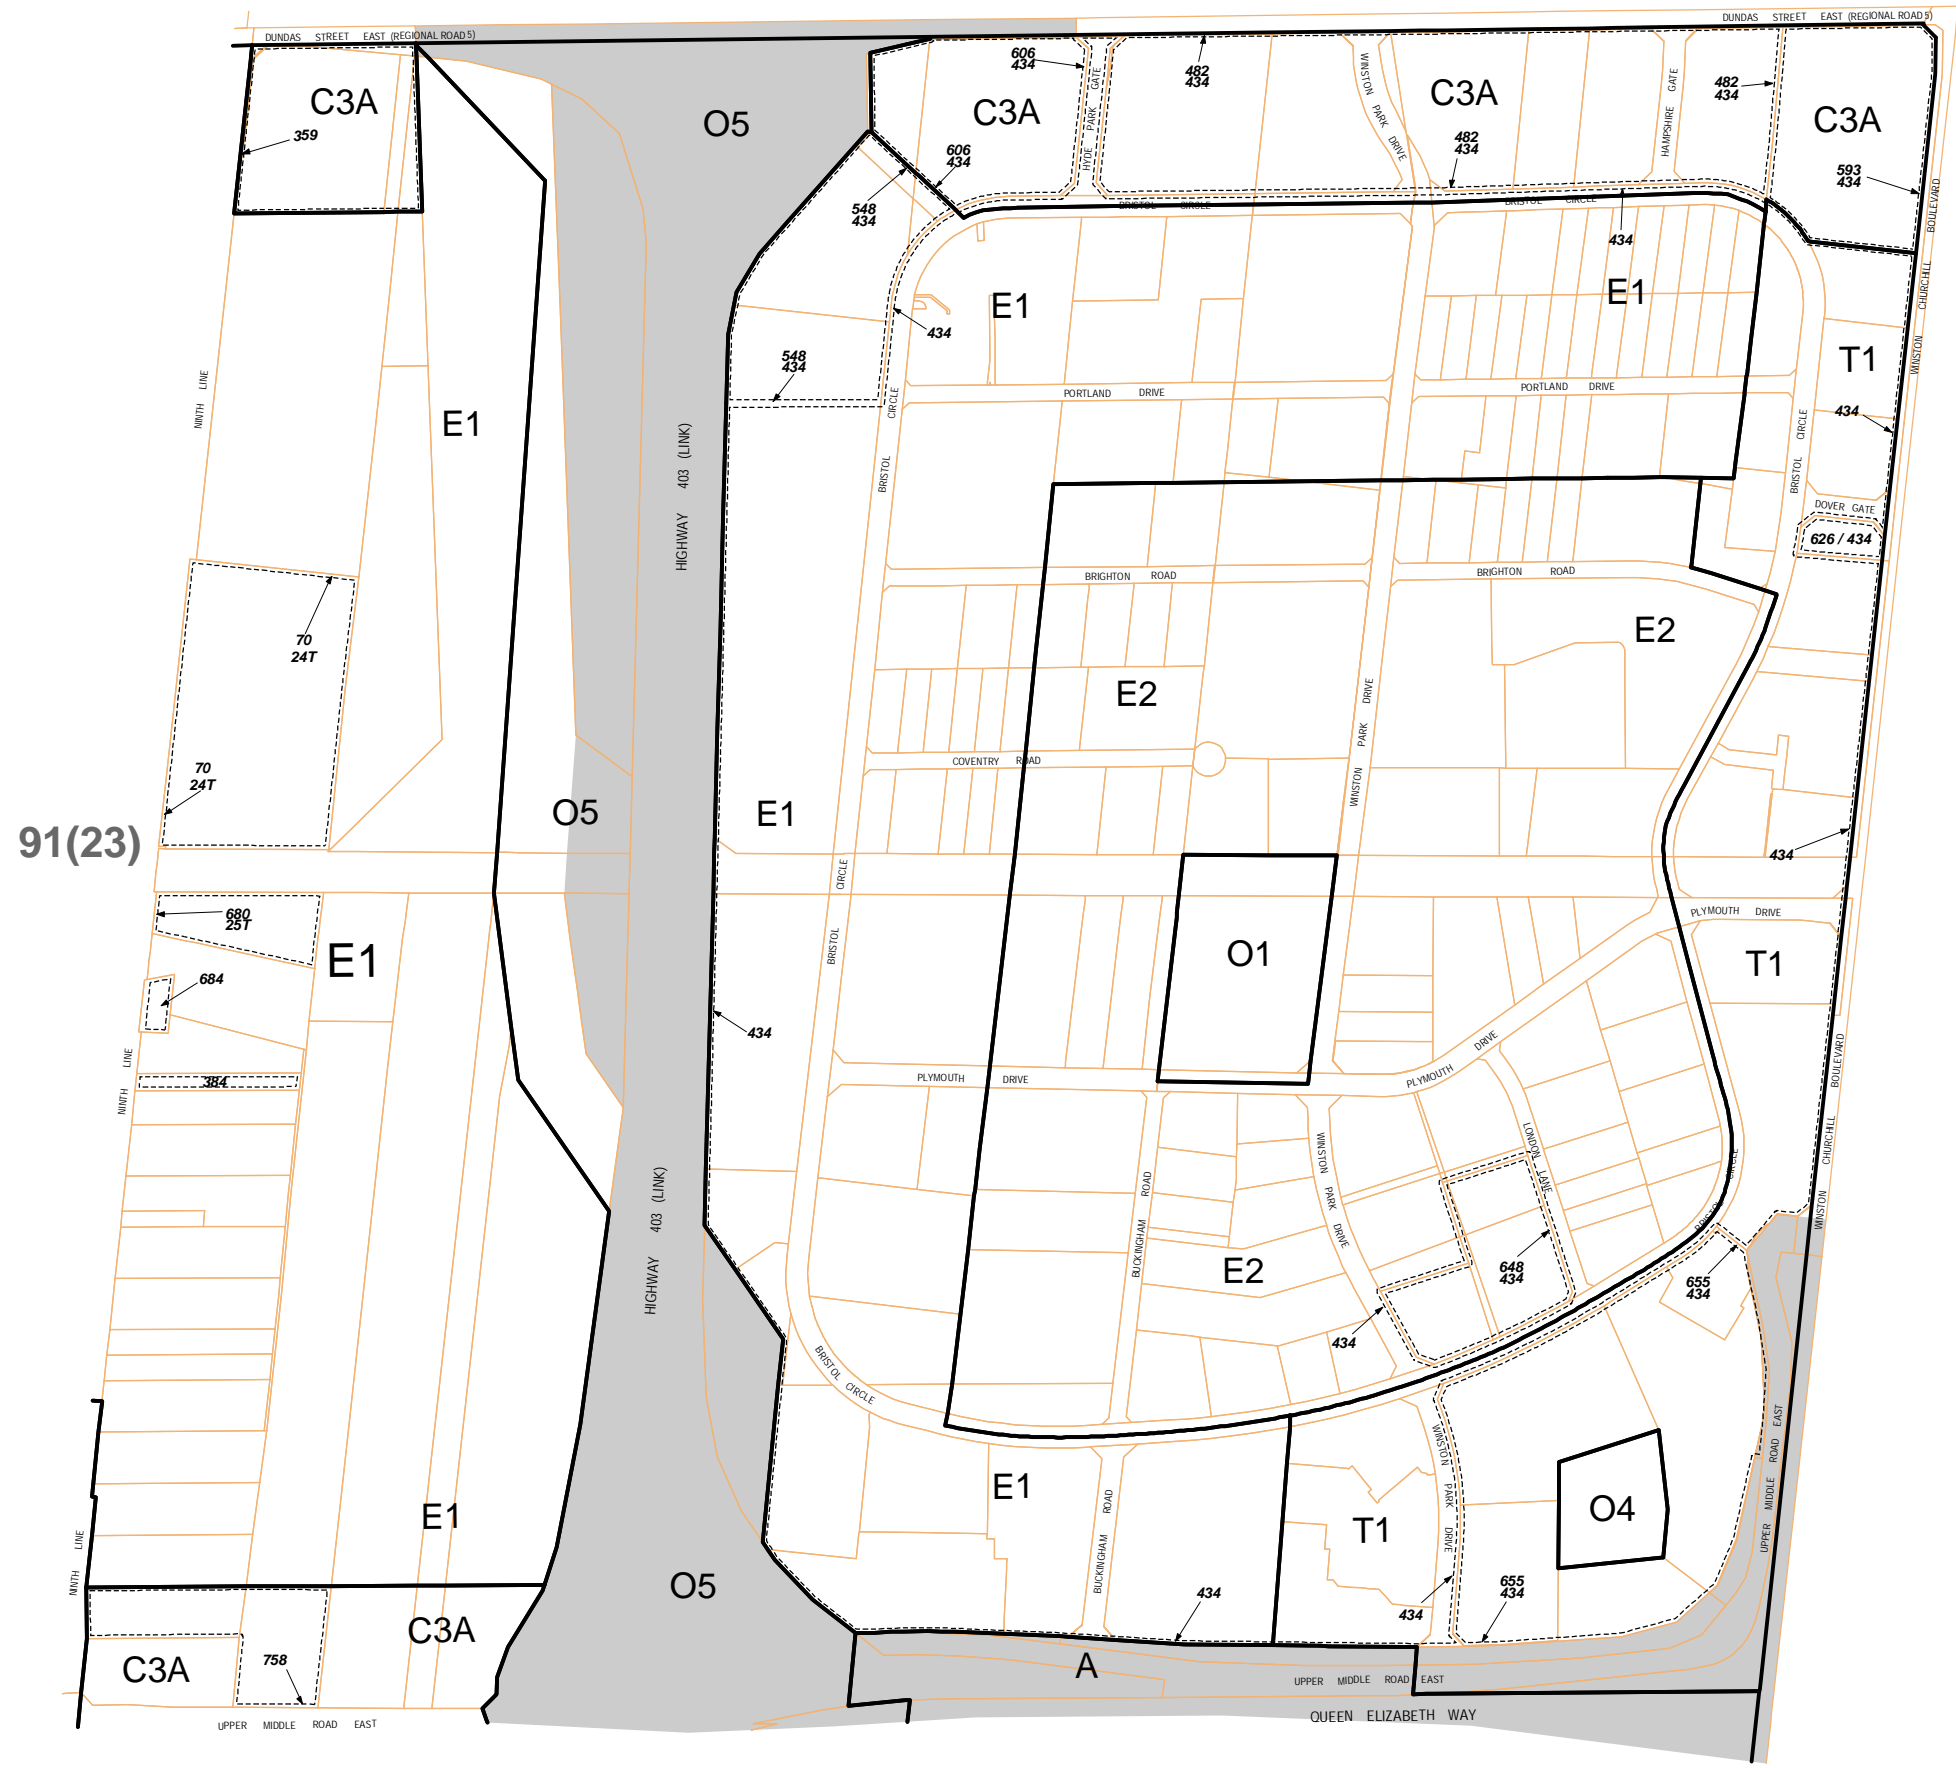 DUNDAS STREET EAST (REGIONAL ROAD 5)
DUNDAS STREET EAST (REGIONAL ROAD 5)
C3A
359
O5
606
434
C3A
HYDE PARK GATE
482
434
WINSTON PARK DRIVE
C3A
482
434
HAMPSHIRE GATE
482
434
C3A
593
434
606
434
548
434
BRISTOL CIRCLE
BRISTOL CIRCLE
434
WINSTON CHURCHILL BOULEVARD
E1
434
E1
T1
548
434
NINTH LINE
E1
PORTLAND DRIVE
PORTLAND DRIVE
434
BRISTOL CIRCLE
BRISTOL CIRCLE
HIGHWAY 403 (LINK)
DOVER GATE
626 / 434
BRIGHTON ROAD
BRIGHTON ROAD
70
24T
E2
E2
WINSTON PARK DRIVE
COVENTRY ROAD
70
24T
O5
E1
91(23)
434
BRISTOL CIRCLE
680
25T
E1
684
O1
PLYMOUTH DRIVE
T1
434
NINTH LINE
384
PLYMOUTH DRIVE
PLYMOUTH DRIVE
WINSTON CHURCHILL BOULEVARD
WINSTON PARK DRIVE
LONDON LANE
BRISTOL CIRCLE
HIGHWAY 403 (LINK)
BUCKINGHAM ROAD
E2
648
434
655
434
434
BRISTOL CIRCLE
UPPER MIDDLE ROAD EAST
WINSTON PARK DRIVE
E1
E1
BUCKINGHAM ROAD
T1
O4
NINTH LINE
O5
434
434
655
434
C3A
C3A
758
A
UPPER MIDDLE ROAD EAST
UPPER MIDDLE ROAD EAST
QUEEN ELIZABETH WAY